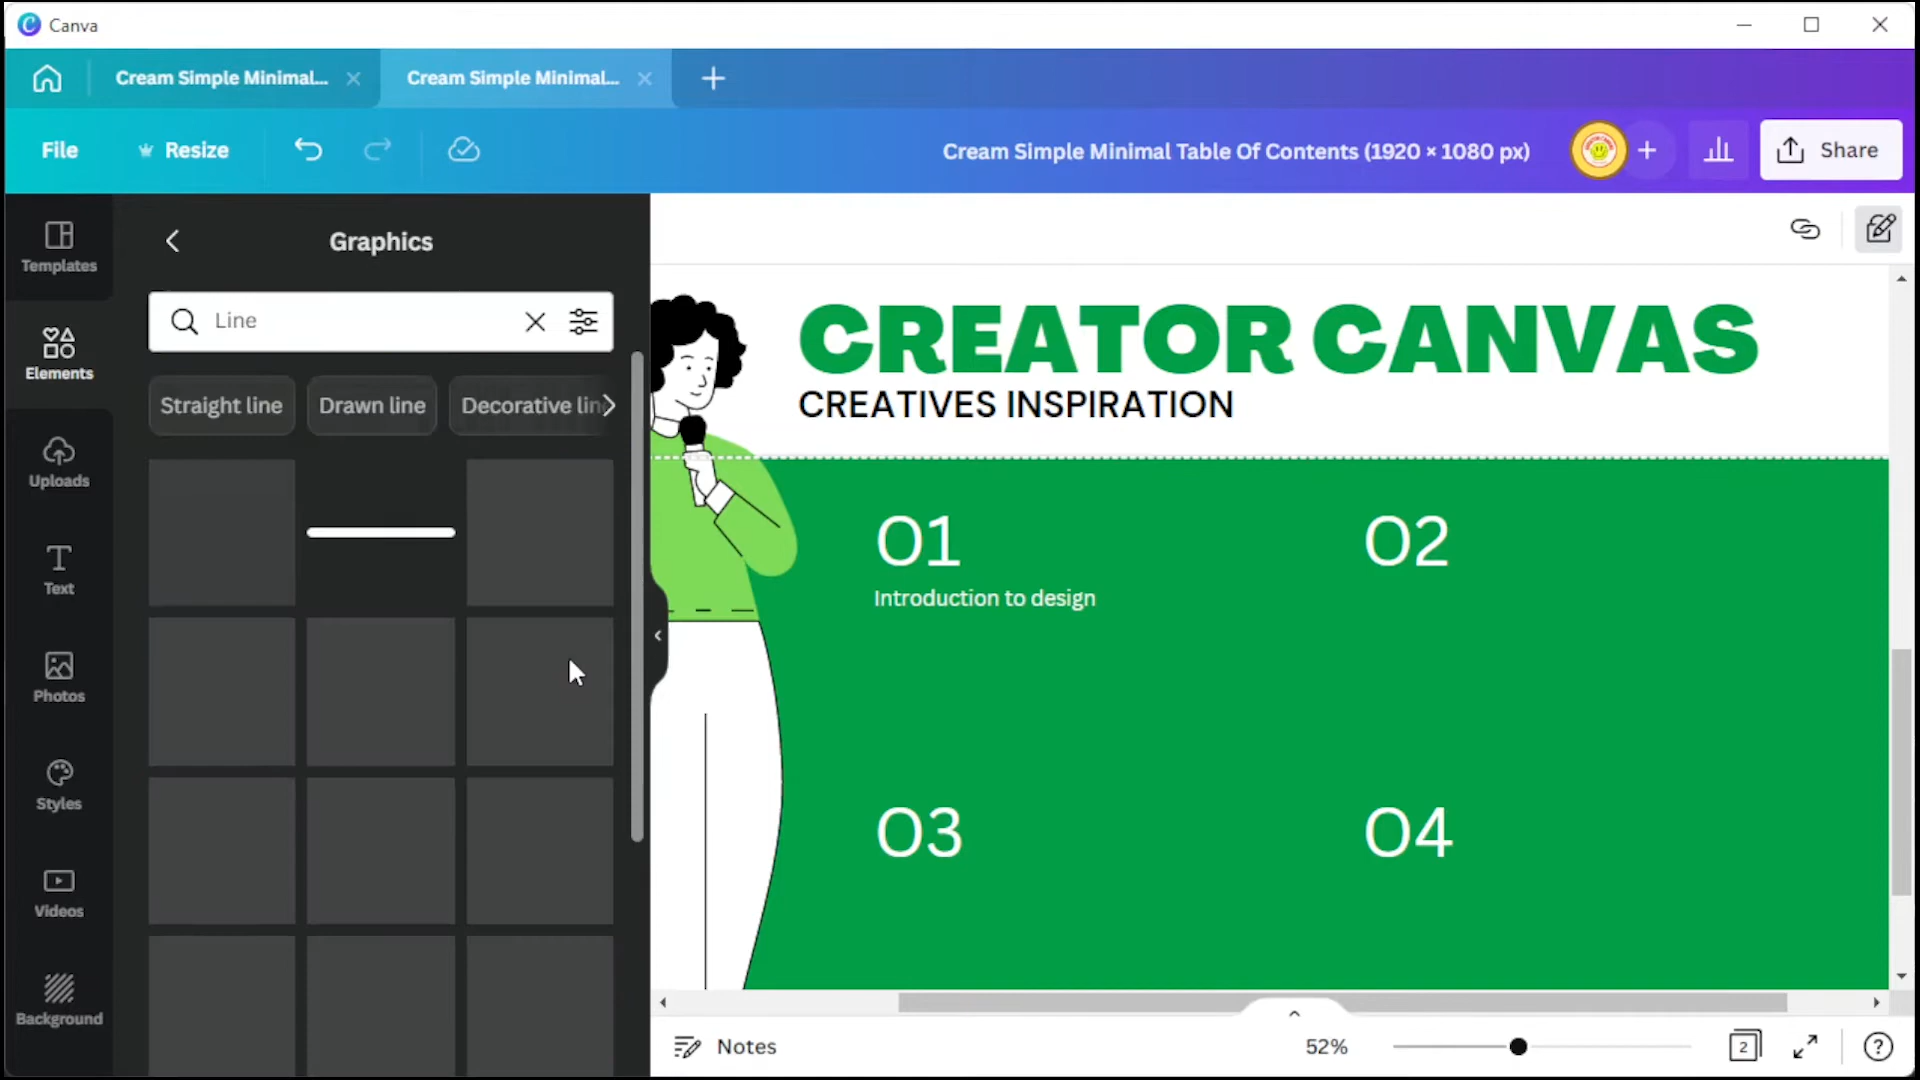 Canva
Cream Simple Minimal...
Cream Simple Minimal...
File
Resize
Cream Simple Minimal Table Of Contents (1920 × 1080 px)
Share
Templates
Elements
Uploads
Text
Photos
Styles
Videos
Background
Graphics
Line
Straight line
Drawn line
Decorative lin
CREATOR CANVAS
CREATIVES INSPIRATION
01
Introduction to design
02
03
04
Notes
52%
2